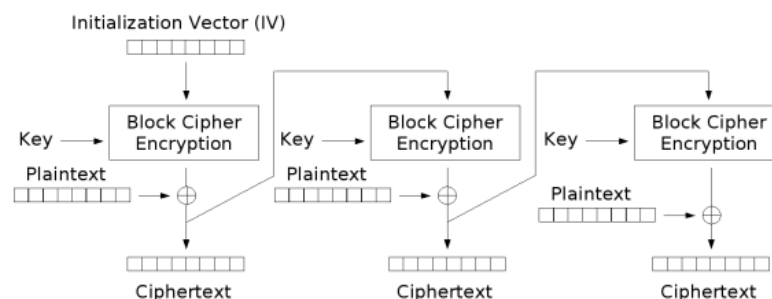 Initialization Vector (IV)
Block Cipher
Encryption
Block Cipher
Encryption
Block Cipher
Encryption
Key
Key
Key
Plaintext
Plaintext
Plaintext
Ciphertext
Ciphertext
Ciphertext